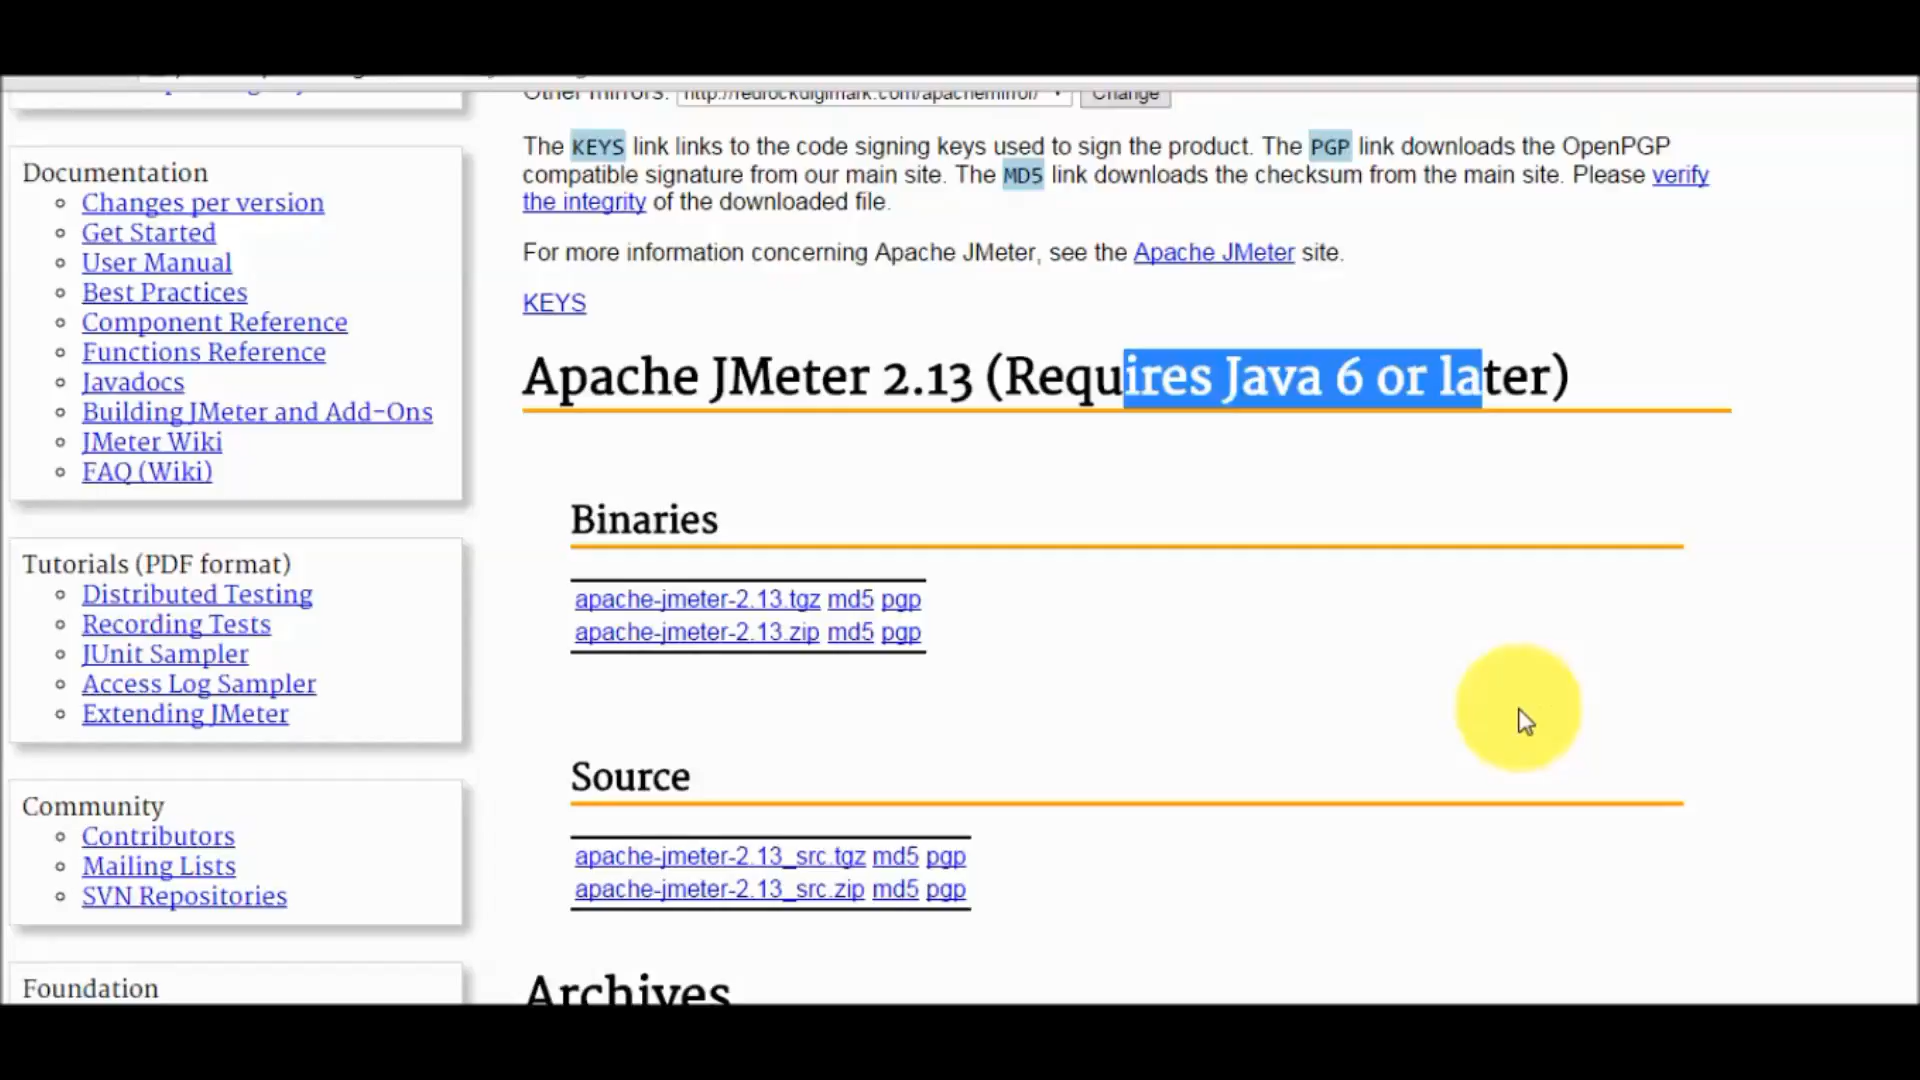 Other mirrors: http://redrockdigimark.com/apachemirror/ Change
Documentation
Changes per version
Get Started
User Manual
Best Practices
Component Reference
Functions Reference
Javadocs
Building JMeter and Add-Ons
JMeter Wiki
FAQ (Wiki)
Tutorials (PDF format)
Distributed Testing
Recording Tests
JUnit Sampler
Access Log Sampler
Extending JMeter
Community
Contributors
Mailing Lists
SVN Repositories
Foundation
The KEYS link links to the code signing keys used to sign the product. The PGP link downloads the OpenPGP
compatible signature from our main site. The MD5 link downloads the checksum from the main site. Please verify
the integrity of the downloaded file.
For more information concerning Apache JMeter, see the Apache JMeter site.
KEYS
Apache JMeter 2.13 (Requires Java 6 or later)
Binaries
apache-jmeter-2.13.tgz md5 pgp
apache-jmeter-2.13.zip md5 pgp
Source
apache-jmeter-2.13_src.tgz md5 pgp
apache-jmeter-2.13_src.zip md5 pgp
Archives